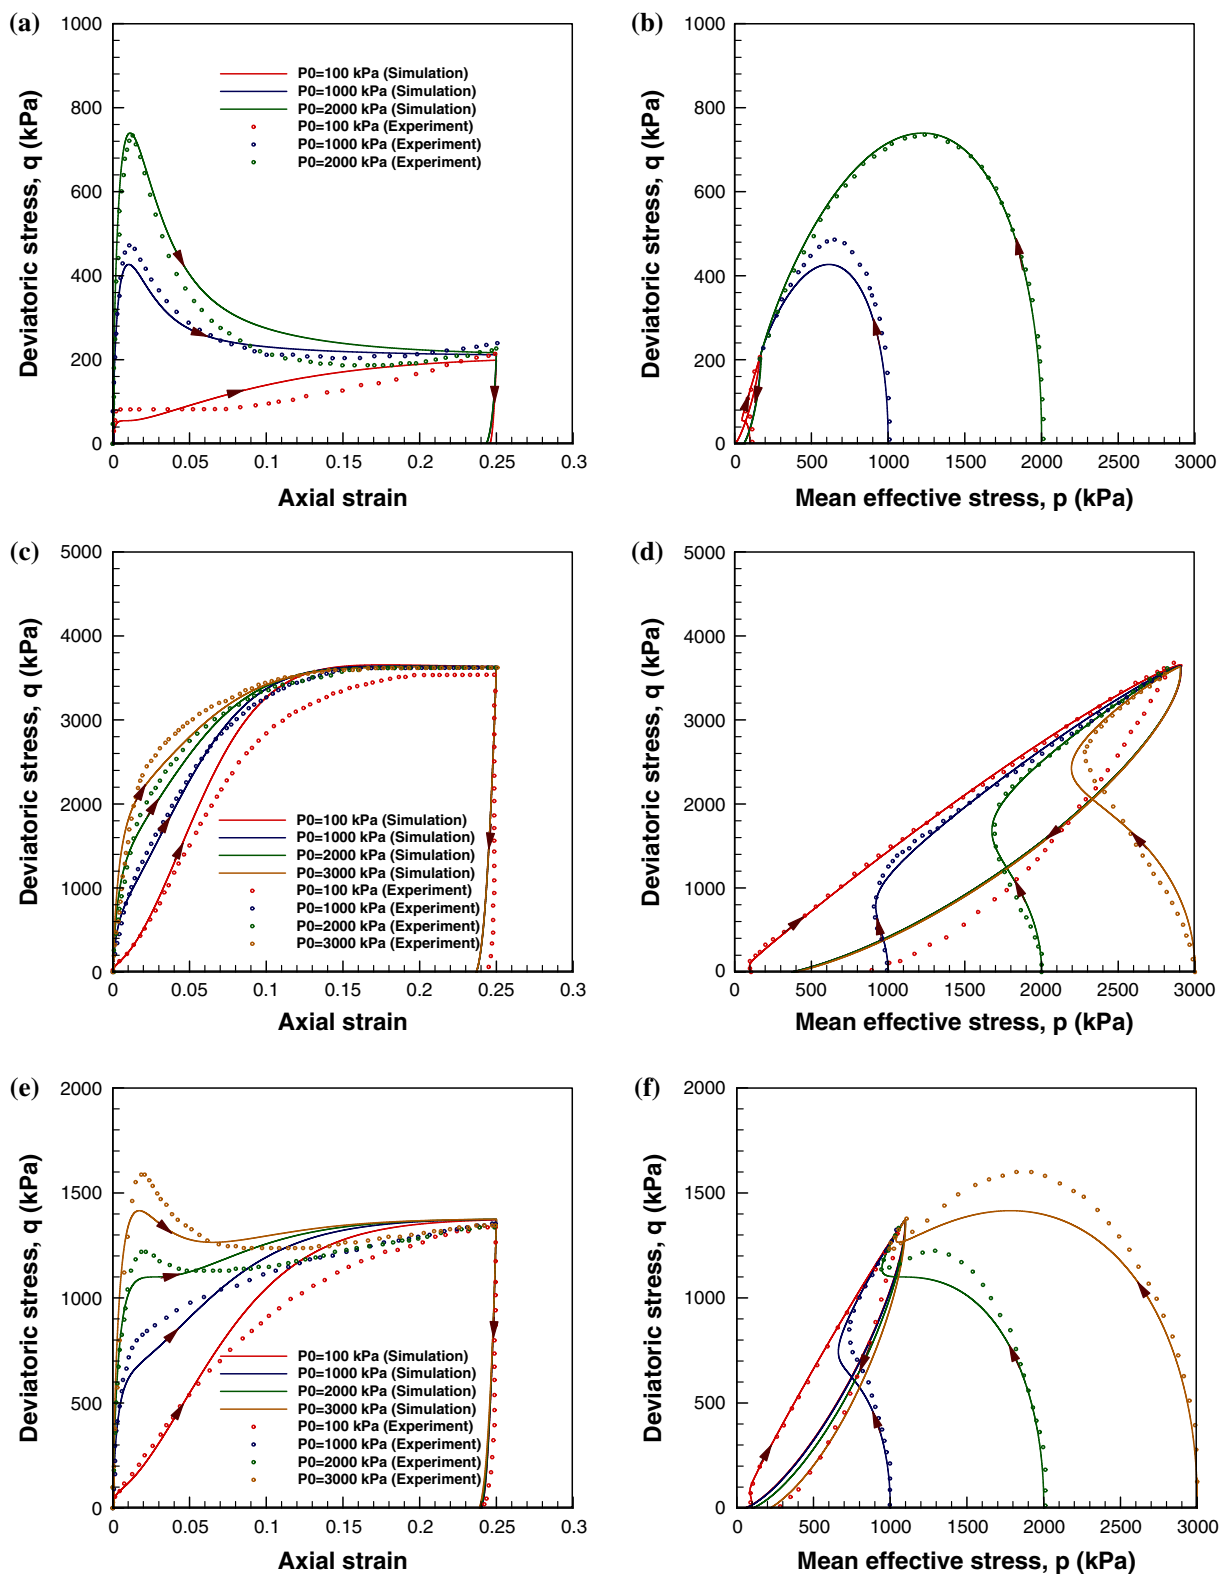 (a)
1000
800
600
400
200
0
Deviatoric stress, q (kPa)
P0=100 kPa (Simulation)
P0=1000 kPa (Simulation)
P0=2000 kPa (Simulation)
P0=100 kPa (Experiment)
P0=1000 kPa (Experiment)
P0=2000 kPa (Experiment)
0 0.05 0.1 0.15 0.2 0.25 0.3
Axial strain
(b)
1000
800
600
400
200
0
Deviatoric stress, q (kPa)
0 500 1000 1500 2000 2500 3000
Mean effective stress, p (kPa)
(c)
5000
4000
3000
2000
1000
0
Deviatoric stress, q (kPa)
P0=100 kPa (Simulation)
P0=1000 kPa (Simulation)
P0=2000 kPa (Simulation)
P0=3000 kPa (Simulation)
P0=100 kPa (Experiment)
P0=1000 kPa (Experiment)
P0=2000 kPa (Experiment)
P0=3000 kPa (Experiment)
0 0.05 0.1 0.15 0.2 0.25 0.3
Axial strain
(d)
5000
4000
3000
2000
1000
0
Deviatoric stress, q (kPa)
0 500 1000 1500 2000 2500 3000
Mean effective stress, p (kPa)
(e)
2000
1500
1000
500
0
Deviatoric stress, q (kPa)
P0=100 kPa (Simulation)
P0=1000 kPa (Simulation)
P0=2000 kPa (Simulation)
P0=3000 kPa (Simulation)
P0=100 kPa (Experiment)
P0=1000 kPa (Experiment)
P0=2000 kPa (Experiment)
P0=3000 kPa (Experiment)
0 0.05 0.1 0.15 0.2 0.25 0.3
Axial strain
(f)
2000
1500
1000
500
0
Deviatoric stress, q (kPa)
0 500 1000 1500 2000 2500 3000
Mean effective stress, p (kPa)